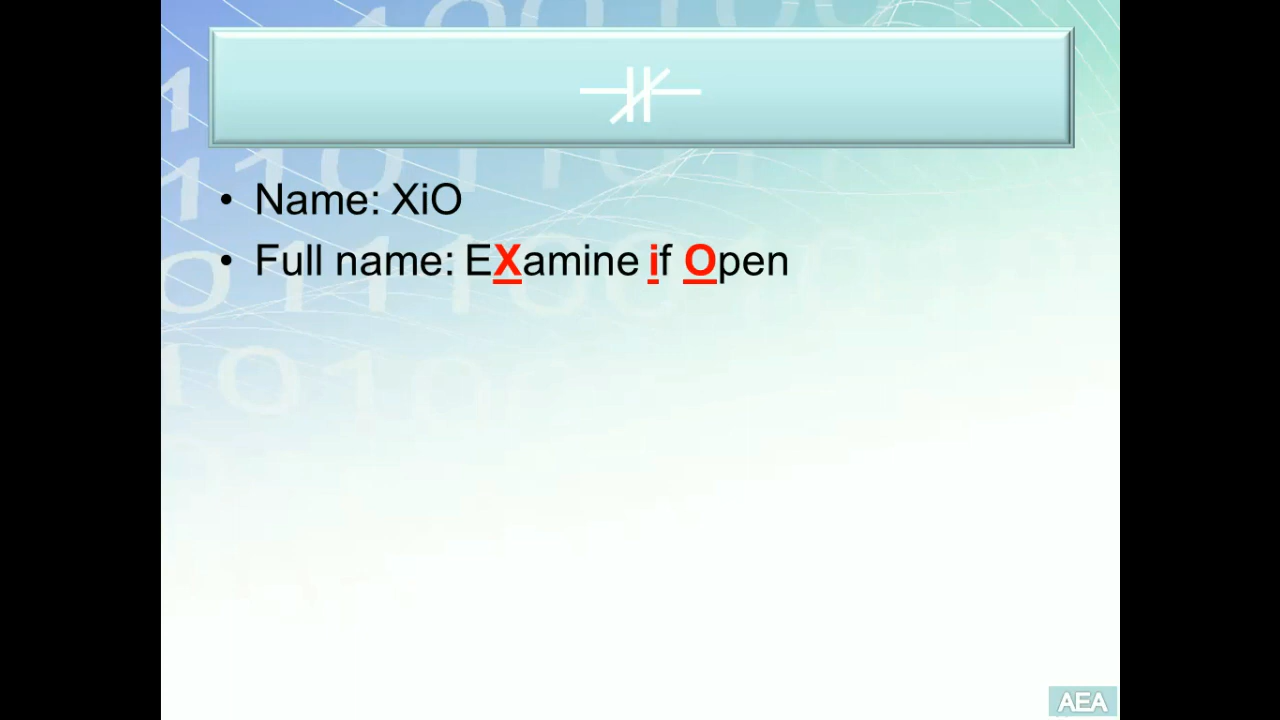 • Name: XiO
• Full name: EXamine if Open
AEA